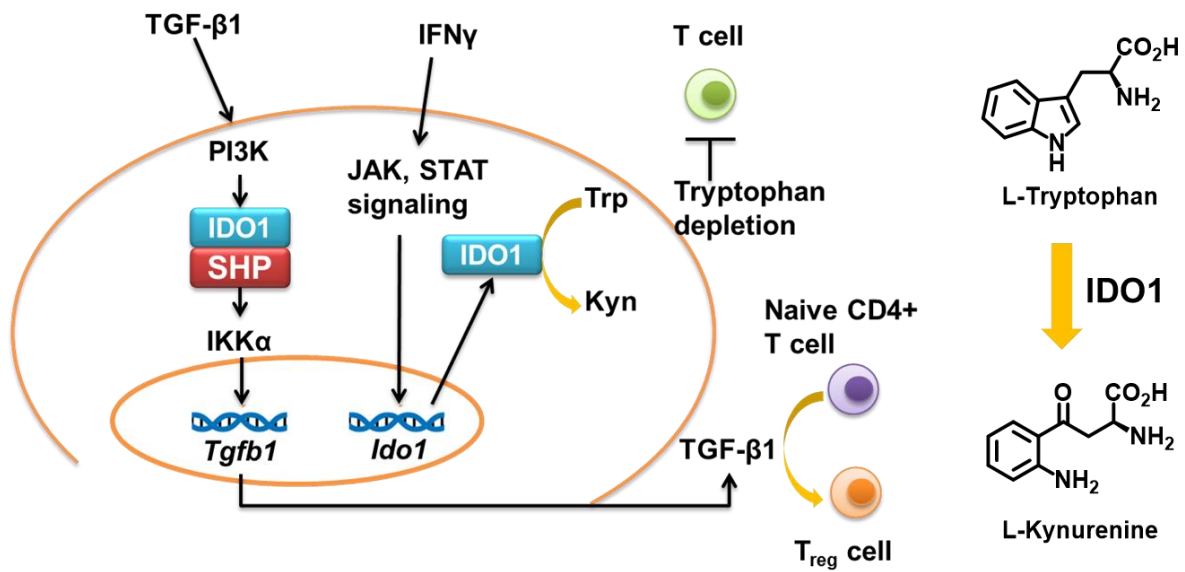 TGF-β1
IFNγ
T cell
PI3K
JAK, STAT
signaling
IDO1
SHP
IKKα
Tgfb1
Ido1
IDO1
Trp
Kyn
Tryptophan
depletion
Naive CD4+
T cell
TGF-β1
Treg cell
CO2H
NH2
N
H
L-Tryptophan
IDO1
O
CO2H
NH2
NH2
L-Kynurenine